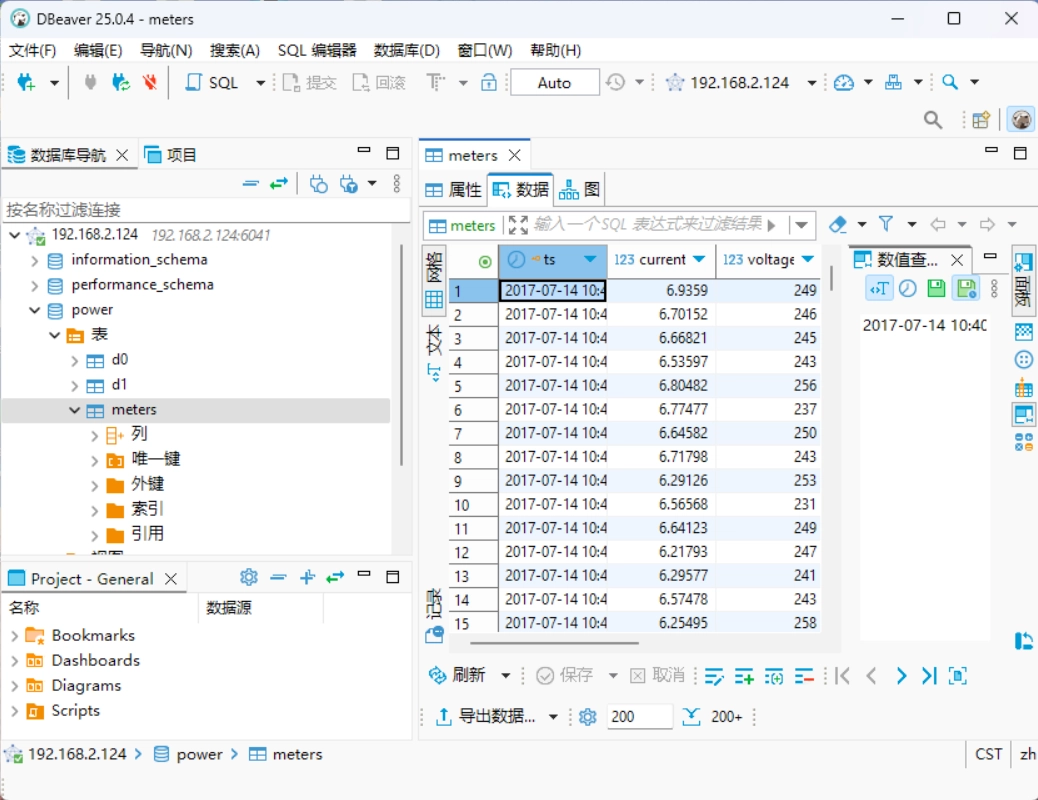 DBeaver 25.0.4 - meters
文件(F) 编辑(E) 导航(N) 搜索(A) SQL 编辑器 数据库(D) 窗口(W) 帮助(H)
SQL 提交 回滚 Auto 192.168.2.124
数据库导航 项目
按名称过滤连接
192.168.2.124 192.168.2.124:6041
information_schema
performance_schema
power
表
d0
d1
meters
列
唯一键
外键
索引
引用
Project - General
名称 数据源
Bookmarks
Dashboards
Diagrams
Scripts
meters
属性 数据 图
meters 输入一个 SQL 表达式来过滤结果
网格
文本
记录
ts 123 current 123 voltage
1 2017-07-14 10:4 6.9359 249
2 2017-07-14 10:4 6.70152 246
3 2017-07-14 10:4 6.66821 245
4 2017-07-14 10:4 6.53597 243
5 2017-07-14 10:4 6.80482 256
6 2017-07-14 10:4 6.77477 237
7 2017-07-14 10:4 6.64582 250
8 2017-07-14 10:4 6.71798 243
9 2017-07-14 10:4 6.29126 253
10 2017-07-14 10:4 6.56568 231
11 2017-07-14 10:4 6.64123 249
12 2017-07-14 10:4 6.21793 247
13 2017-07-14 10:4 6.29577 241
14 2017-07-14 10:4 6.57478 243
15 2017-07-14 10:4 6.25495 258
数值查...
2017-07-14 10:40
面板
刷新 保存 取消
导出数据... 200 200+
192.168.2.124 power meters CST zh